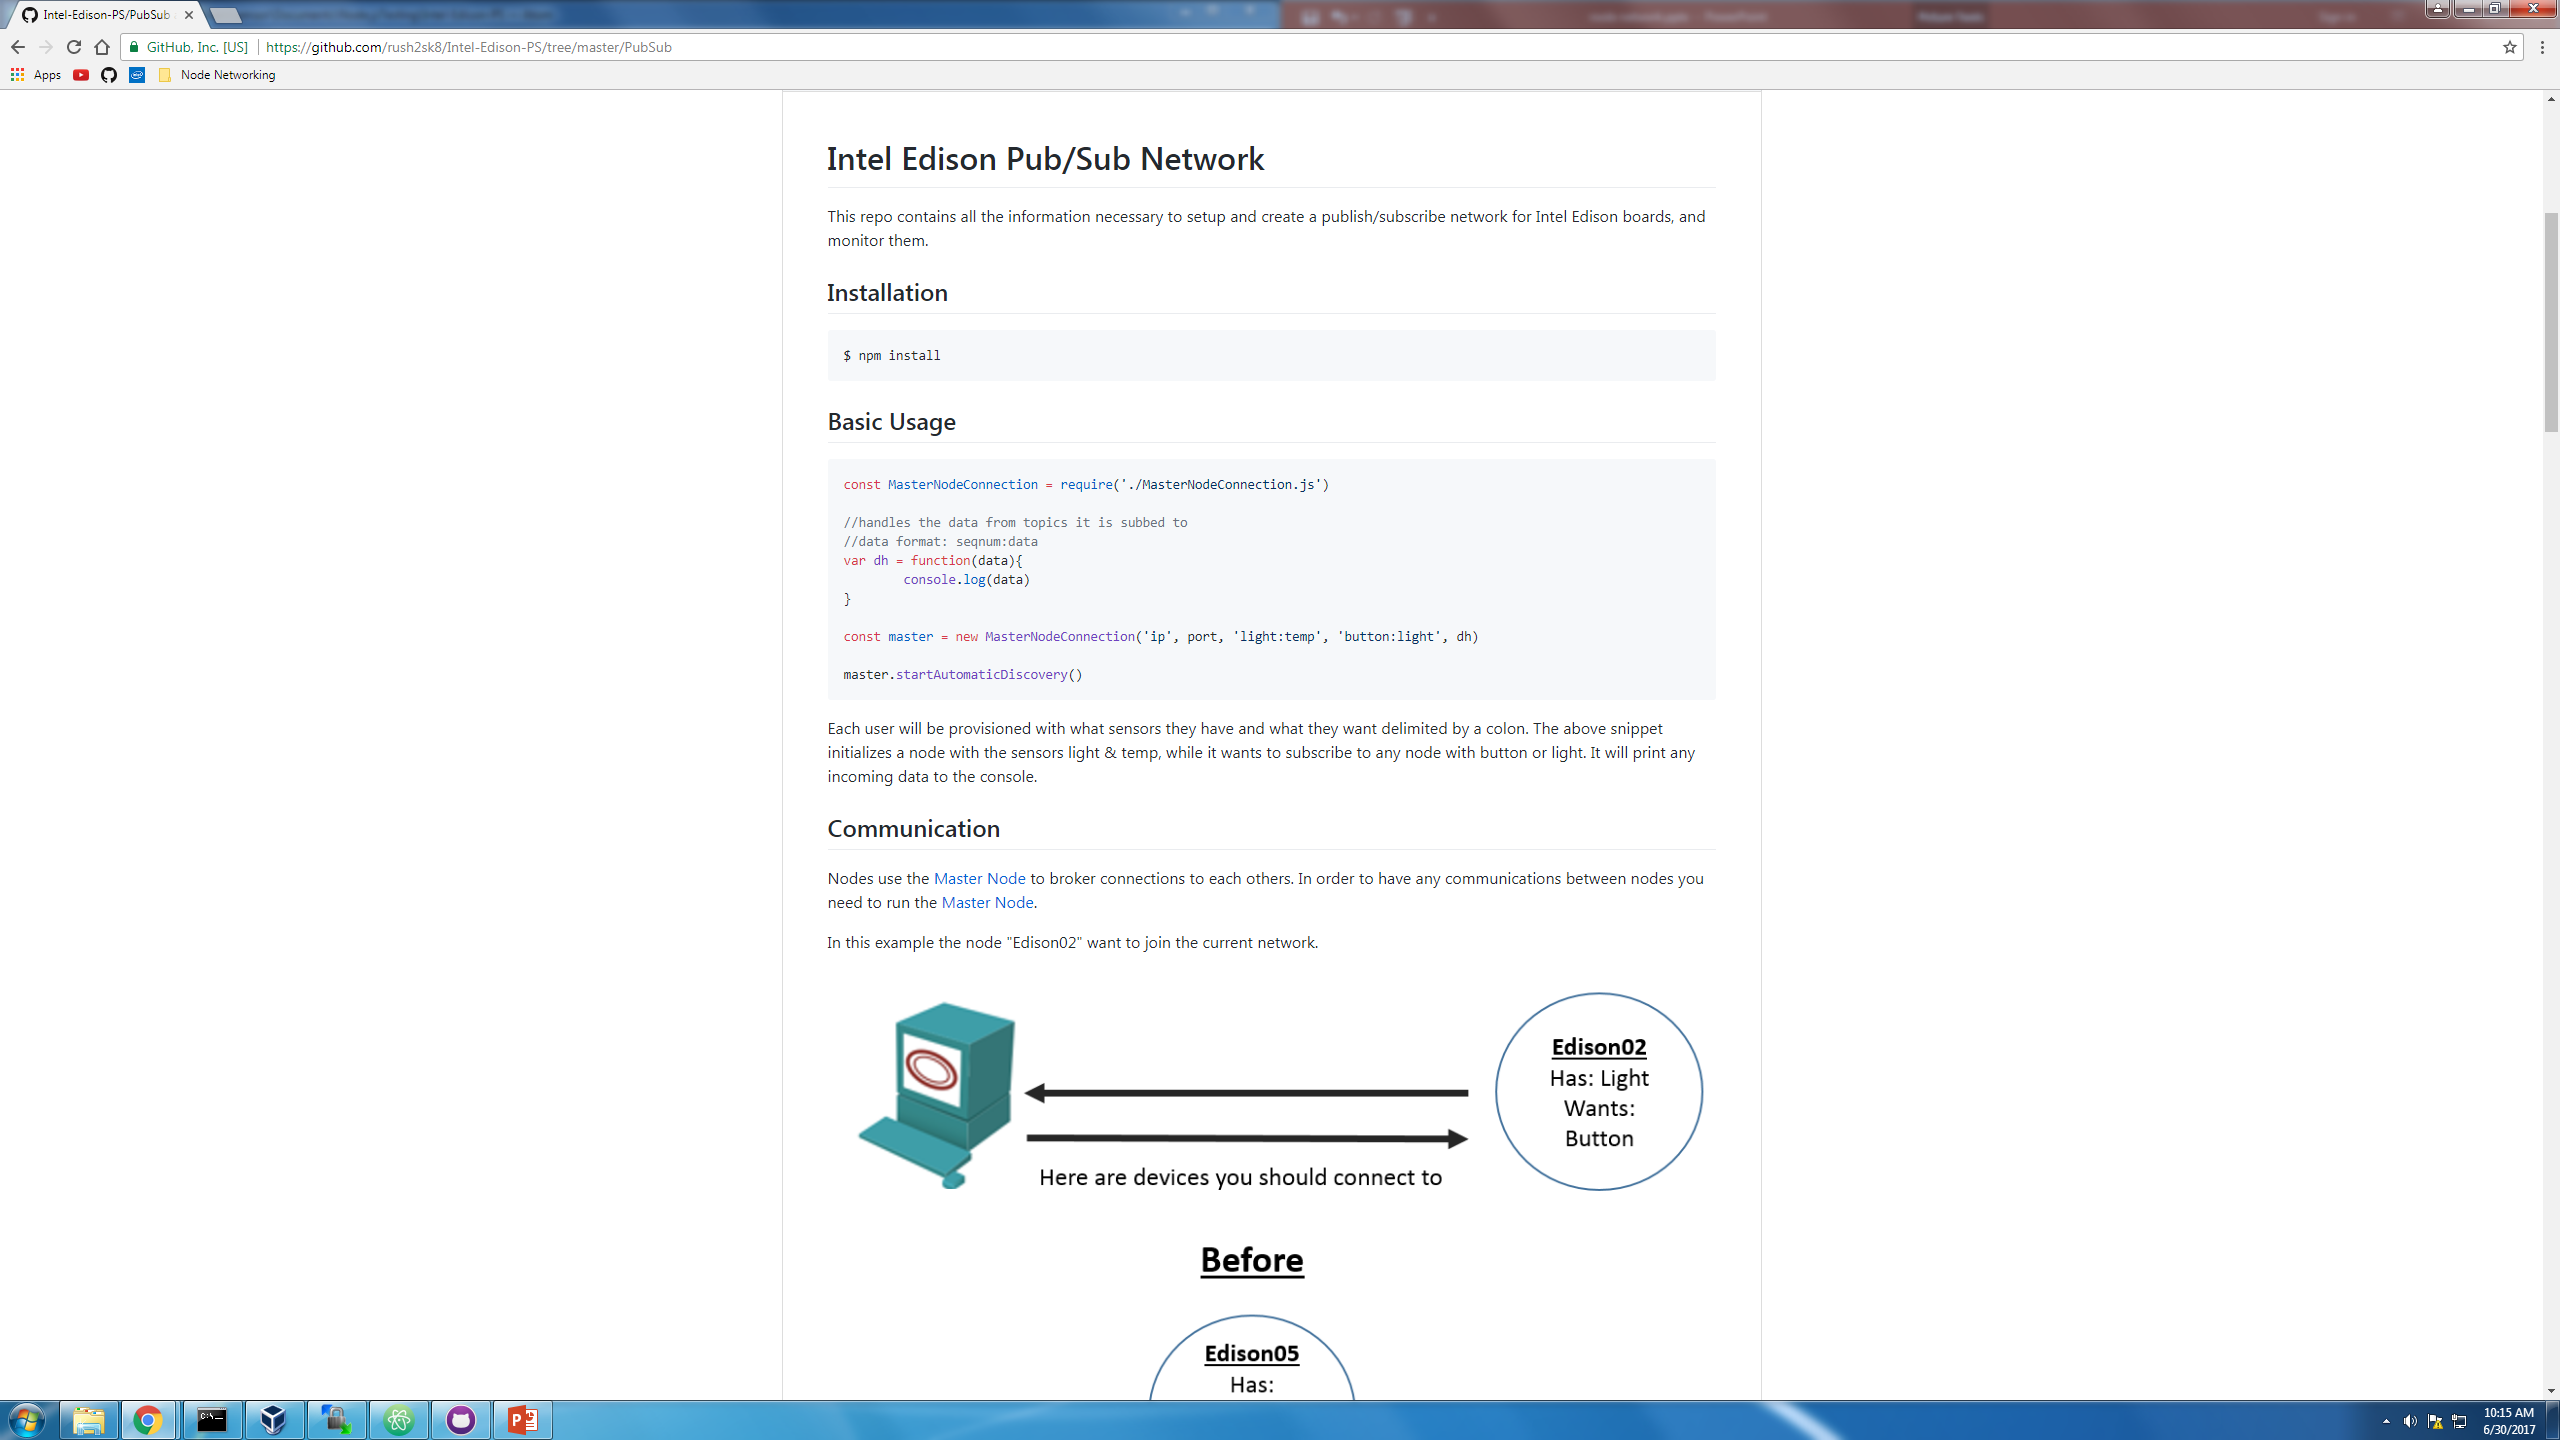 Intel-Edison-PS/PubSub
GitHub, Inc. [US] https://github.com/rush2sk8/Intel-Edison-PS/tree/master/PubSub
Apps Node Networking
Intel Edison Pub/Sub Network
This repo contains all the information necessary to setup and create a publish/subscribe network for Intel Edison boards, and
monitor them.
Installation
$ npm install
Basic Usage
const MasterNodeConnection = require('./MasterNodeConnection.js')
//handles the data from topics it is subbed to
//data format: seqnum:data
var dh = function(data){
console.log(data)
}
const master = new MasterNodeConnection('ip', port, 'light:temp', 'button:light', dh)
master.startAutomaticDiscovery()
Each user will be provisioned with what sensors they have and what they want delimited by a colon. The above snippet
initializes a node with the sensors light & temp, while it wants to subscribe to any node with button or light. It will print any
incoming data to the console.
Communication
Nodes use the Master Node to broker connections to each others. In order to have any communications between nodes you
need to run the Master Node.
In this example the node "Edison02" want to join the current network.
Edison02
Has: Light
Wants:
Button
Here are devices you should connect to
Before
Edison05
Has:
10:15 AM
6/30/2017